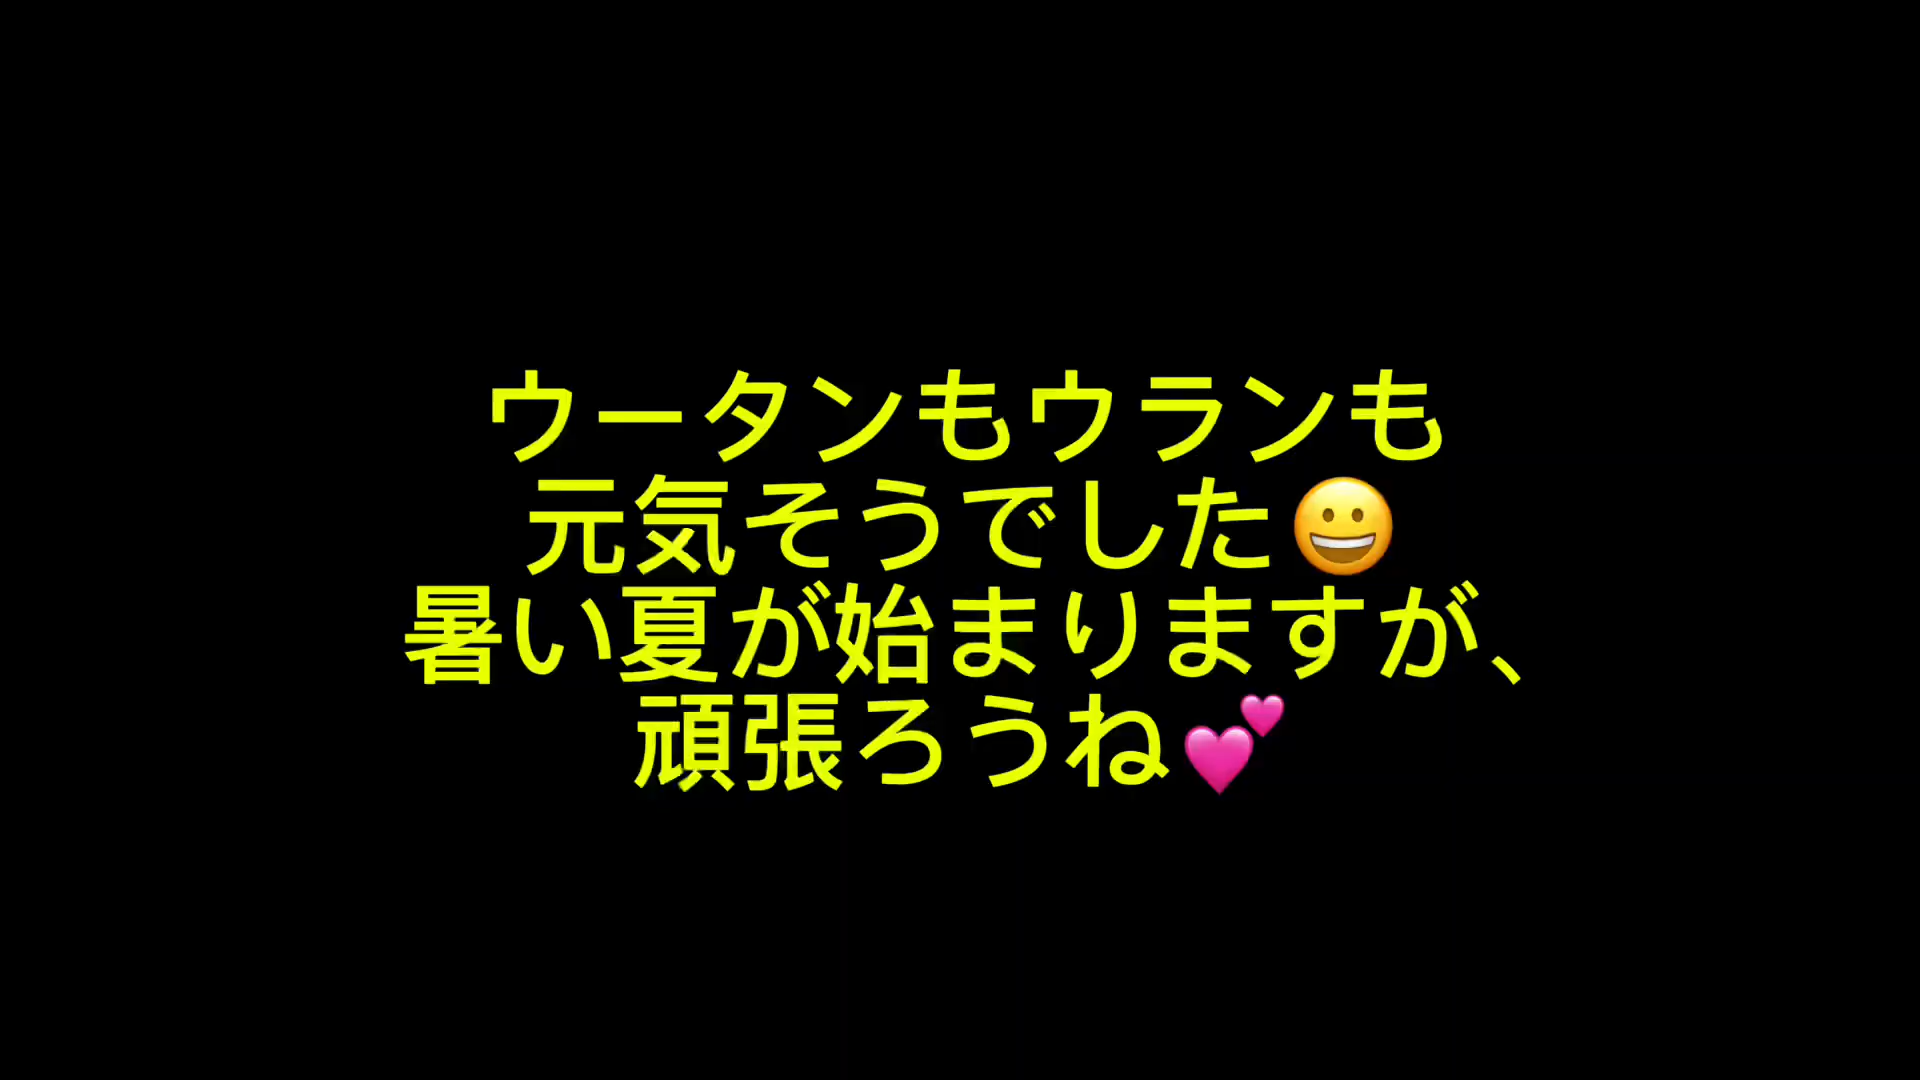 ウータンもウランも
元気そうでした😀
暑い夏が始まりますが、
頑張ろうね💕